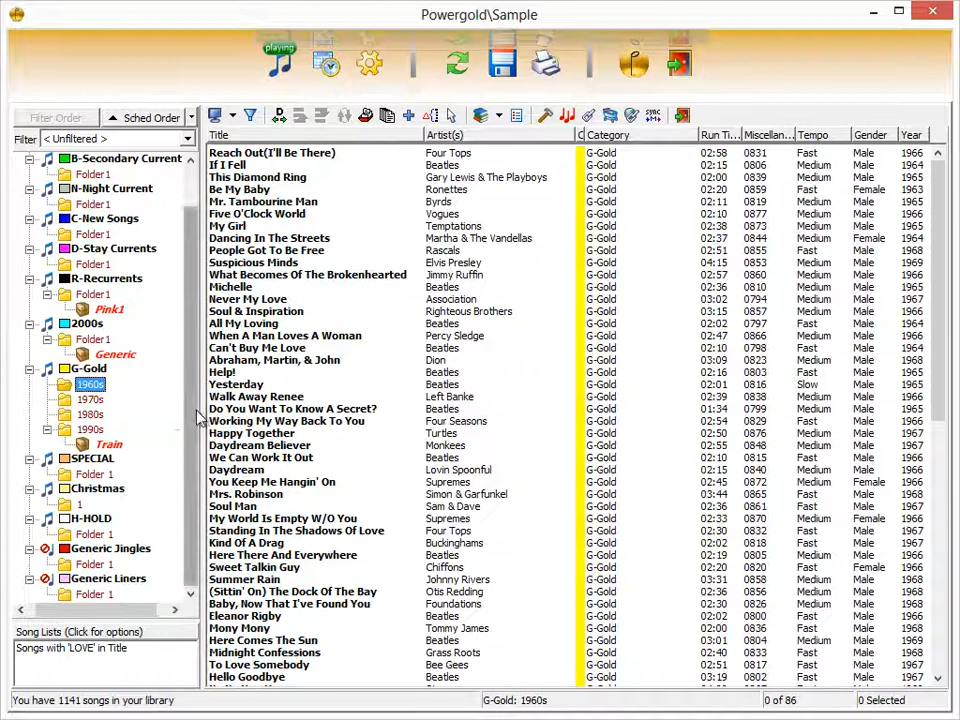 Powergold\Sample
playing
Filter Order
Sched Order
Filter < Unfiltered >
B-Secondary Current
Folder1
N-Night Current
Folder1
C-New Songs
D-Stay Currents
Folder1
R-Recurrents
Folder1
Pink1
2000s
Folder1
Generic
G-Gold
1960s
1970s
1980s
1990s
Train
SPECIAL
Folder 1
Christmas
1
H-HOLD
Folder 1
Generic Jingles
Folder 1
Generic Liners
Folder 1
Song Lists (Click for options)
Songs with 'LOVE' in Title
Title Artist(s) C Category Run Ti... Miscellan... Tempo Gender Year
Reach Out(I'll Be There) Four Tops G-Gold 02:58 0831 Fast Male 1966
If I Fell Beatles G-Gold 02:15 0806 Medium Male 1964
This Diamond Ring Gary Lewis & The Playboys G-Gold 02:00 0839 Medium Male 1965
Be My Baby Ronettes G-Gold 02:20 0859 Fast Female 1963
Mr. Tambourine Man Byrds G-Gold 02:11 0819 Medium Male 1965
Five O'Clock World Vogues G-Gold 02:10 0877 Medium Male 1965
My Girl Temptations G-Gold 02:38 0873 Medium Male 1965
Dancing In The Streets Martha & The Vandellas G-Gold 02:37 0844 Medium Female 1964
People Got To Be Free Rascals G-Gold 02:51 0855 Fast Male 1968
Suspicious Minds Elvis Presley G-Gold 04:15 0853 Medium Male 1969
What Becomes Of The Brokenhearted Jimmy Ruffin G-Gold 02:57 0860 Medium Male 1966
Michelle Beatles G-Gold 02:36 0810 Medium Male 1965
Never My Love Association G-Gold 03:02 0794 Medium Male 1967
Soul & Inspiration Righteous Brothers G-Gold 03:15 0857 Medium Male 1966
All My Loving Beatles G-Gold 02:02 0797 Fast Male 1964
When A Man Loves A Woman Percy Sledge G-Gold 02:47 0866 Medium Male 1966
Can't Buy Me Love Beatles G-Gold 02:10 0798 Fast Male 1964
Abraham, Martin, & John Dion G-Gold 03:09 0823 Medium Male 1968
Help! Beatles G-Gold 02:16 0803 Fast Male 1965
Yesterday Beatles G-Gold 02:01 0816 Slow Male 1965
Walk Away Renee Left Banke G-Gold 02:39 0838 Medium Male 1966
Do You Want To Know A Secret? Beatles G-Gold 01:34 0799 Medium Male 1965
Working My Way Back To You Four Seasons G-Gold 02:54 0829 Fast Male 1966
Happy Together Turtles G-Gold 02:50 0876 Medium Male 1967
Daydream Believer Monkees G-Gold 02:55 0848 Medium Male 1967
We Can Work It Out Beatles G-Gold 02:10 0815 Medium Male 1966
Daydream Lovin Spoonful G-Gold 02:15 0840 Medium Male 1966
You Keep Me Hangin' On Supremes G-Gold 02:45 0872 Medium Female 1966
Mrs. Robinson Simon & Garfunkel G-Gold 03:44 0865 Fast Male 1968
Soul Man Sam & Dave G-Gold 02:36 0861 Fast Male 1967
My World Is Empty W/O You Supremes G-Gold 02:33 0870 Medium Female 1966
Standing In The Shadows Of Love Four Tops G-Gold 02:30 0832 Fast Male 1967
Kind Of A Drag Buckinghams G-Gold 02:02 0818 Fast Male 1967
Here There And Everywhere Beatles G-Gold 02:19 0805 Medium Male 1966
Sweet Talkin Guy Chiffons G-Gold 02:20 0820 Fast Female 1966
Summer Rain Johnny Rivers G-Gold 03:31 0858 Medium Male 1968
(Sittin' On) The Dock Of The Bay Otis Redding G-Gold 02:36 0856 Medium Male 1968
Baby, Now That I've Found You Foundations G-Gold 02:30 0826 Medium Male 1968
Eleanor Rigby Beatles G-Gold 02:02 0800 Fast Male 1966
Mony Mony Tommy James G-Gold 02:00 0836 Fast Male 1968
Here Comes The Sun Beatles G-Gold 03:01 0804 Medium Male 1969
Midnight Confessions Grass Roots G-Gold 02:40 0833 Fast Male 1968
To Love Somebody Bee Gees G-Gold 02:51 0817 Fast Male 1967
Hello Goodbye Beatles G-Gold 03:19 0802 Fast Male 1967
You have 1141 songs in your library G-Gold: 1960s 0 of 86 0 Selected